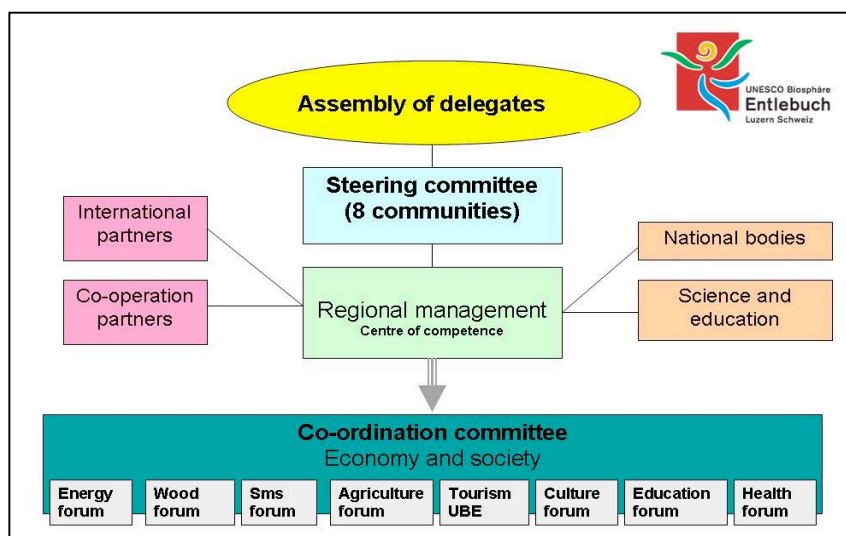 UNESCO Biosphäre
Entlebuch
Luzern Schweiz
Assembly of delegates
Steering committee
(8 communities)
International
partners
National bodies
Co-operation
partners
Regional management
Centre of competence
Science and
education
Co-ordination committee
Economy and society
Energy
forum
Wood
forum
Sms
forum
Agriculture
forum
Tourism
UBE
Culture
forum
Education
forum
Health
forum